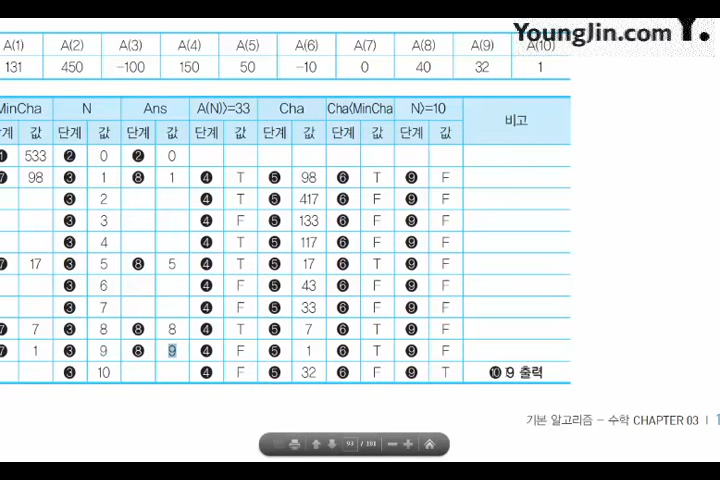 YoungJin.com Y.
A(1) A(2) A(3) A(4) A(5) A(6) A(7) A(8) A(9) A(10)
131 450 -100 150 50 -10 0 40 32 1
MinCha N Ans A(N)>=33 Cha Cha<MinCha N>=10 비고
단계 값 단계 값 단계 값 단계 값 단계 값 단계 값 단계 값
❶ 533 ❷ 0 ❷ 0
❼ 98 ❸ 1 ❽ 1 ❹ T ❺ 98 ❻ T ❾ F
❸ 2 ❹ T ❺ 417 ❻ F ❾ F
❸ 3 ❹ F ❺ 133 ❻ F ❾ F
❸ 4 ❹ T ❺ 117 ❻ F ❾ F
❼ 17 ❸ 5 ❽ 5 ❹ T ❺ 17 ❻ T ❾ F
❸ 6 ❹ F ❺ 43 ❻ F ❾ F
❸ 7 ❹ F ❺ 33 ❻ F ❾ F
❼ 7 ❸ 8 ❽ 8 ❹ T ❺ 7 ❻ T ❾ F
❼ 1 ❸ 9 ❽ 9 ❹ F ❺ 1 ❻ T ❾ F
❸ 10 ❹ F ❺ 32 ❻ F ❾ T ❿ 9 출력
기본 알고리즘 - 수학 CHAPTER 03 I 1
93 / 181